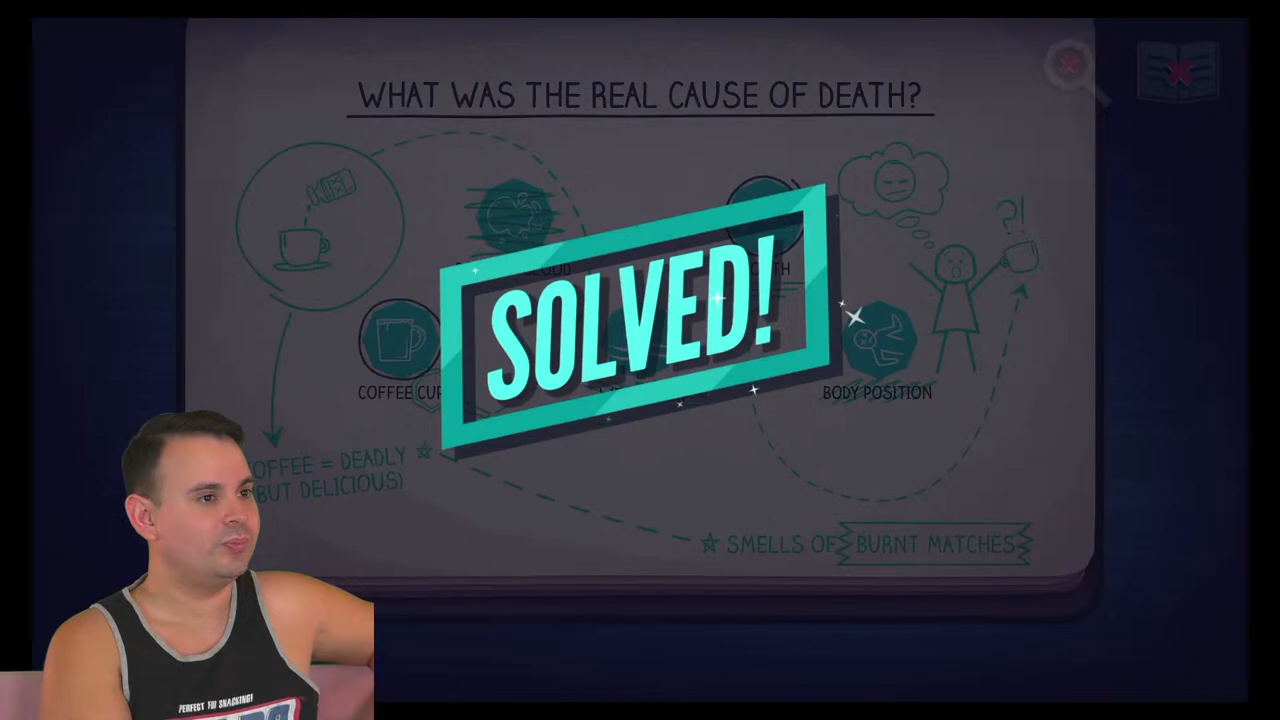 WHAT WAS THE REAL CAUSE OF DEATH?
?!
SOLVED!
COFFEE CUP
BODY POSITION
= DEADLY
(BUT DELICIOUS)
SMELLS OF BURNT MATCHES
PERFECT FOR SNACKING!